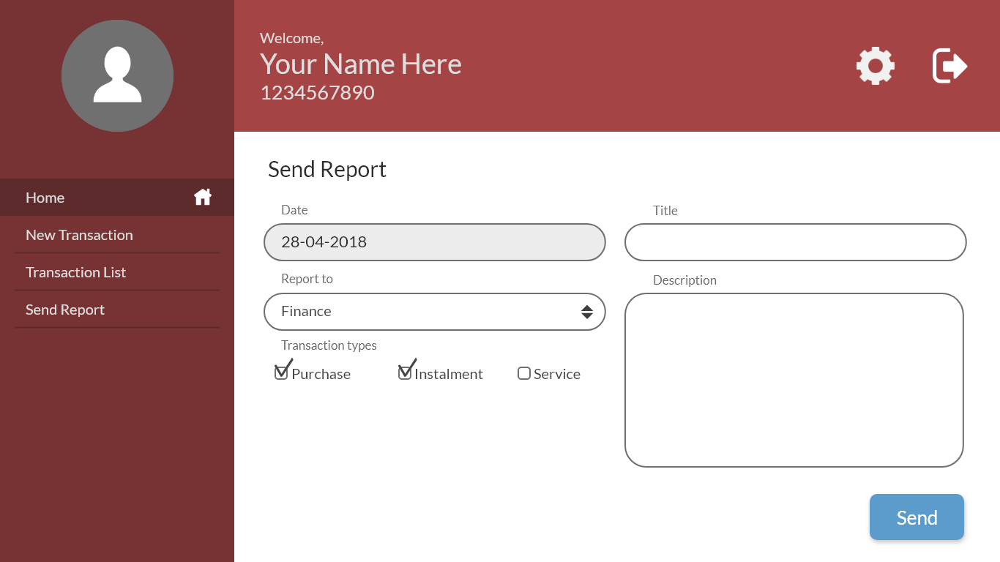 Welcome,
Your Name Here
1234567890
Home
New Transaction
Transaction List
Send Report
Send Report
Date
28-04-2018
Title
Report to
Finance
Description
Transaction types
Purchase Instalment Service
Send